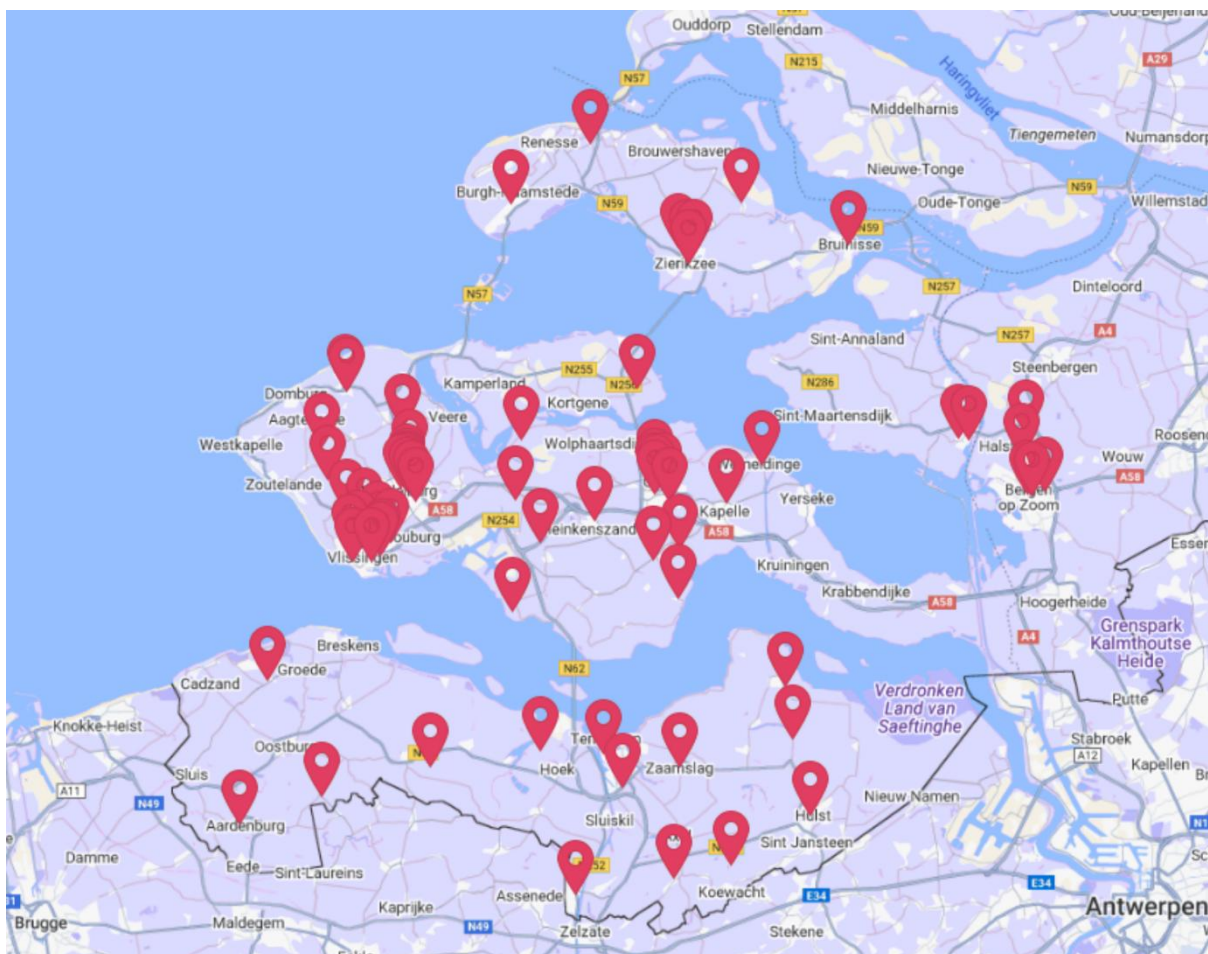 Oud-Beijerland
N57
Ouddorp
Stellendam
N215
A29
Haringvliet
N57
Middelharnis
Tiengemeten
Numansdorp
Renesse
Brouwershaven
Nieuwe-Tonge
N59
Burgh-Haamstede
N59
Oude-Tonge
Willemstad
N59
Bruinisse
Zierikzee
N57
N257
Dinteloord
A4
N257
Sint-Annaland
Steenbergen
N255
N256
N286
Kamperland
Domburg
Kortgene
Veere
Sint-Maartensdijk
Westkapelle
Wolphaartsdijk
Halsteren
Roosend
Wouw
Zoutelande
Yerseke
A58
Bergen
op Zoom
A58
N254
Kapelle
Heinkenszand
A58
Vlissingen
Essen
Kruiningen
Krabbendijke
A58
Hoogerheide
A4
Grenspark
Kalmthoutse
Heide
Breskens
N62
Groede
Cadzand
Verdronken
Land van
Saeftinghe
Putte
Knokke-Heist
Stabroek
Oostburg
A12
Kapellen
Hoek
Zaamslag
Sluis
A11
N49
Nieuw Namen
Hulst
Sluiskil
Aardenburg
Sint Jansteen
Damme
Eede
Sint-Laureins
E34
Assenede
Koewacht
E34
Kaprijke
Antwerpen
Brugge
Maldegem
N49
Zelzate
Stekene